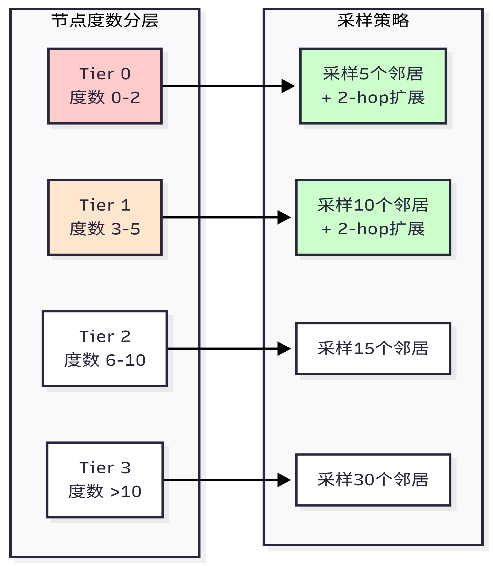 节点度数分层
采样策略
Tier 0
度数 0-2
采样5个邻居
+ 2-hop扩展
Tier 1
度数 3-5
采样10个邻居
+ 2-hop扩展
Tier 2
度数 6-10
采样15个邻居
Tier 3
度数 >10
采样30个邻居